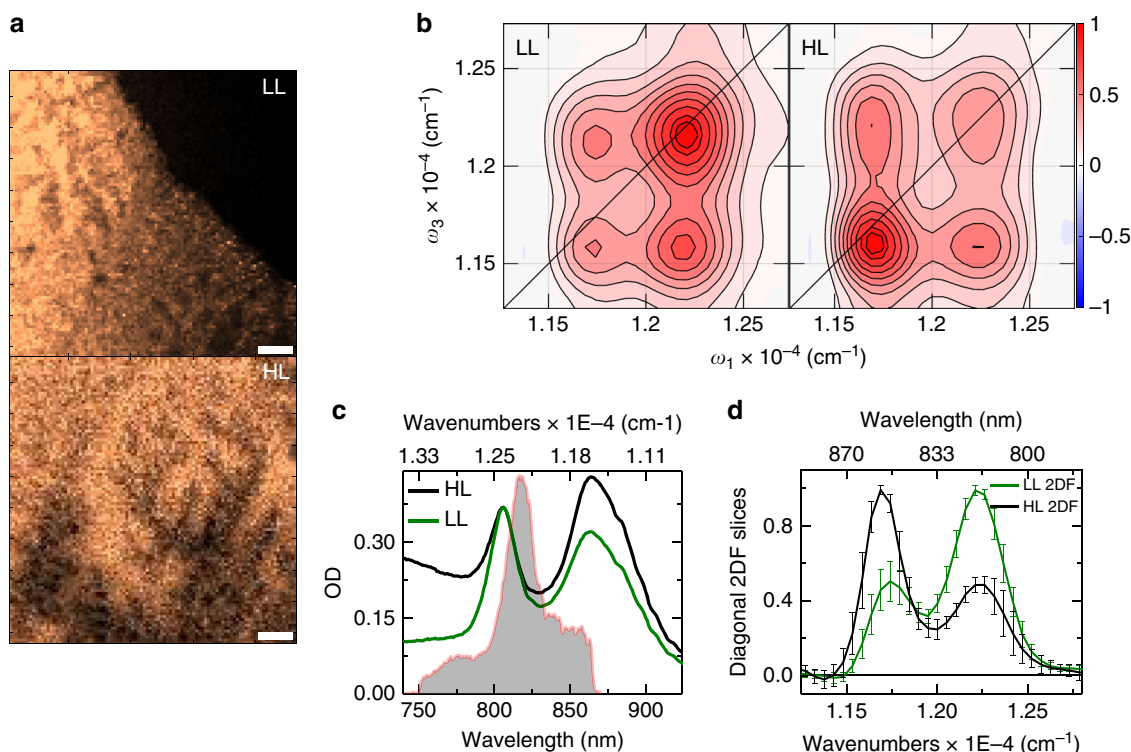 a
LL
HL
b
LL
HL
1.25
1.2
1.15
ω3 × 10⁻⁴ (cm⁻¹)
1.15
1.2
1.25
1.15
1.2
1.25
ω1 × 10⁻⁴ (cm⁻¹)
1
0.5
0
−0.5
−1
c
Wavenumbers × 1E−4 (cm-1)
1.33
1.25
1.18
1.11
HL
LL
OD
0.30
0.15
0.00
740
800
850
900
Wavelength (nm)
d
Wavelength (nm)
870
833
800
LL 2DF
HL 2DF
Diagonal 2DF slices
0.8
0.4
0.0
1.15
1.20
1.25
Wavenumbers × 1E−4 (cm⁻¹)